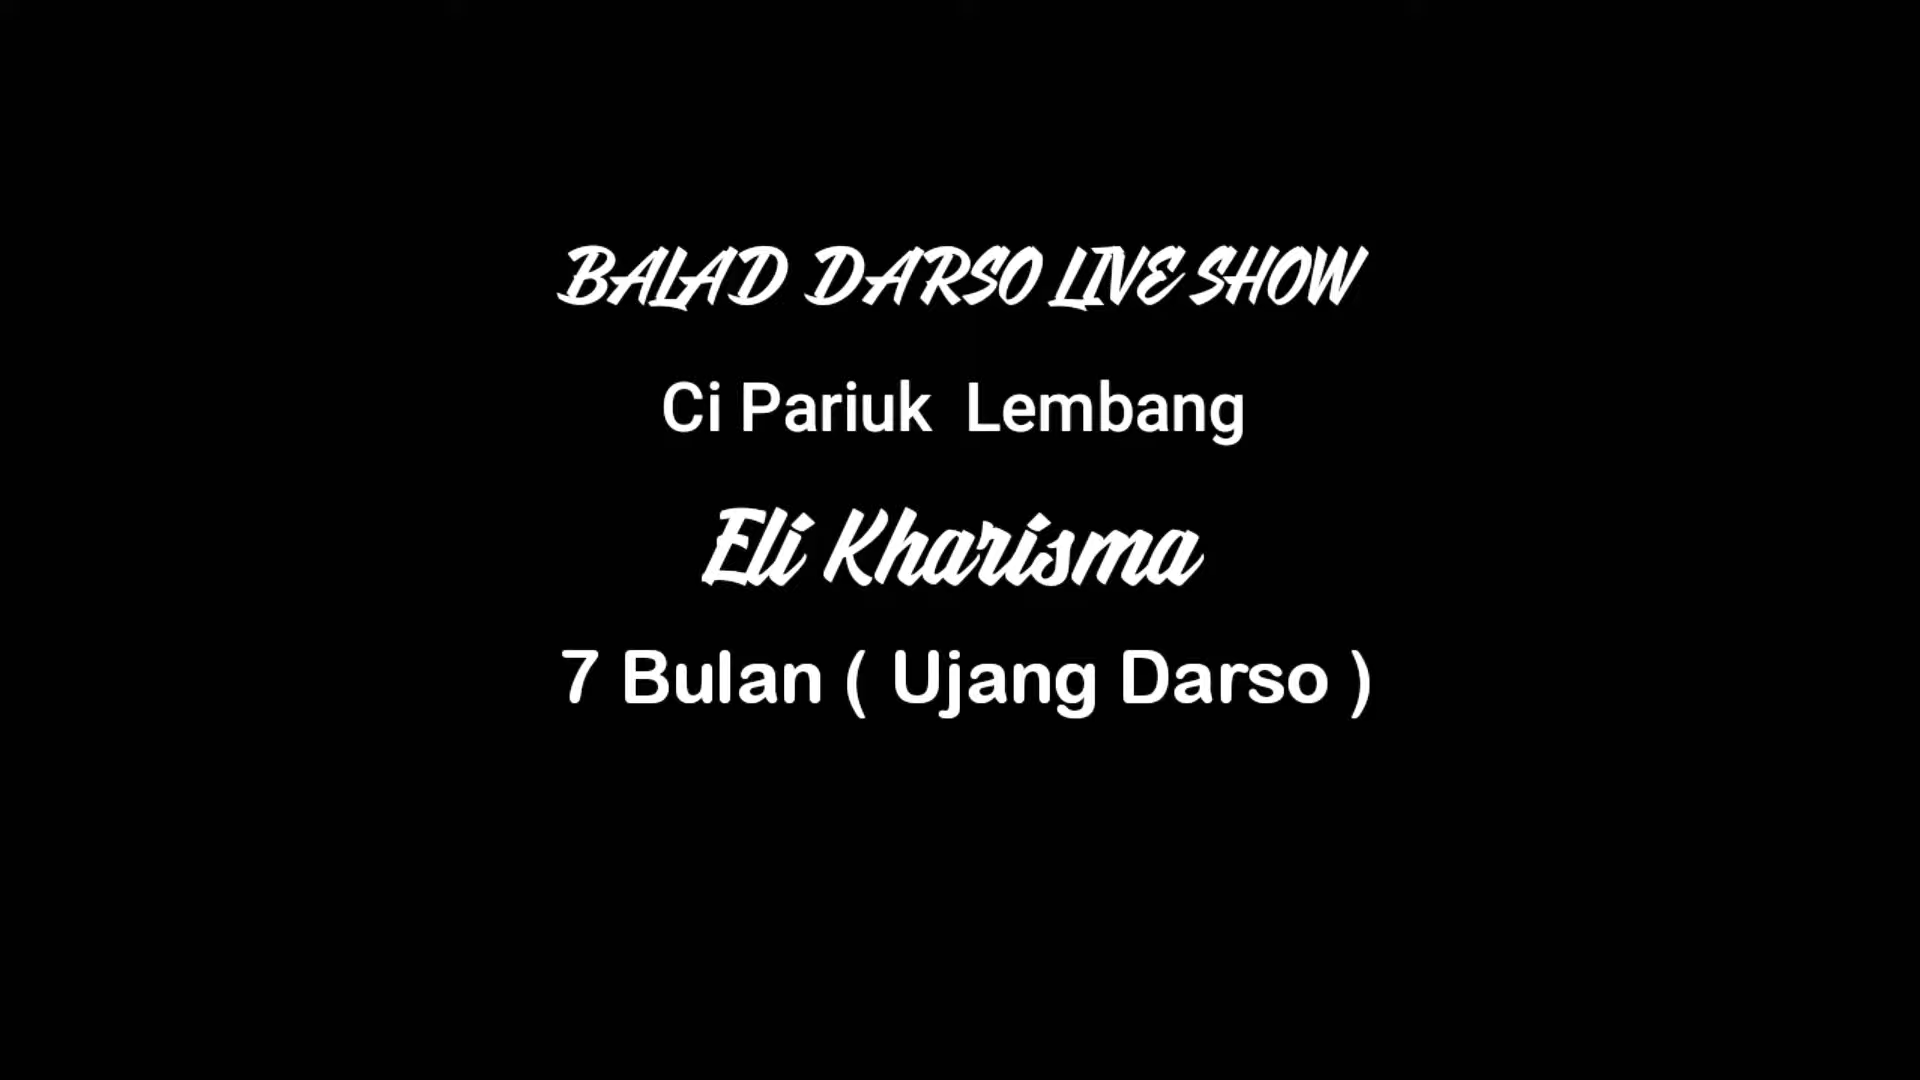 BALAD DARSO LIVE SHOW
Ci Pariuk Lembang
Eli Kharisma
7 Bulan ( Ujang Darso )